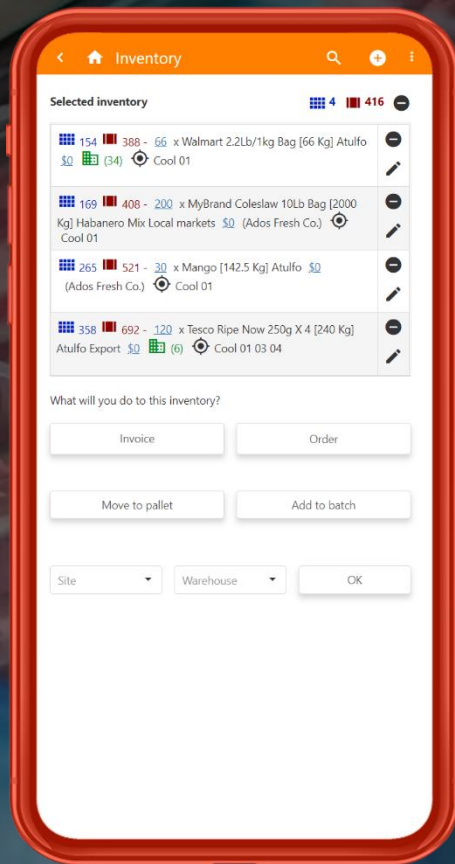 Inventory
Selected inventory 4 416
154 388 - 66 x Walmart 2.2Lb/1kg Bag [66 Kg] Atulfo
$0 (34) Cool 01
169 408 - 200 x MyBrand Coleslaw 10Lb Bag [2000
Kg] Habanero Mix Local markets $0 (Ados Fresh Co.)
Cool 01
265 521 - 30 x Mango [142.5 Kg] Atulfo $0
(Ados Fresh Co.) Cool 01
358 692 - 120 x Tesco Ripe Now 250g X 4 [240 Kg]
Atulfo Export $0 (6) Cool 01 03 04
What will you do to this inventory?
Invoice Order
Move to pallet Add to batch
Site Warehouse OK